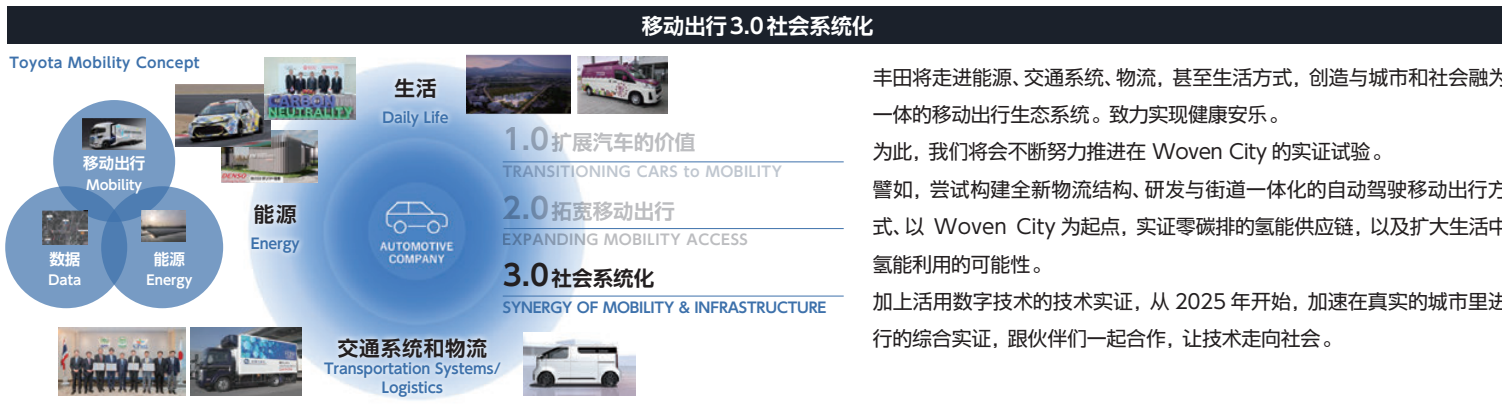 移动出行3.0社会系统化
Toyota Mobility Concept
移动出行
Mobility
数据
Data
能源
Energy
CARBON
NEUTRALITY
DENSO
生活
Daily Life
能源
Energy
AUTOMOTIVE
COMPANY
交通系统和物流
Transportation Systems/
Logistics
1.0扩展汽车的价值
TRANSITIONING CARS to MOBILITY
2.0拓宽移动出行
EXPANDING MOBILITY ACCESS
3.0社会系统化
SYNERGY OF MOBILITY & INFRASTRUCTURE
丰田将走进能源、交通系统、物流，甚至生活方式，创造与城市和社会融为
一体的移动出行生态系统。致力实现健康安乐。
为此，我们将会不断努力推进在 Woven City 的实证试验。
譬如，尝试构建全新物流结构、研发与街道一体化的自动驾驶移动出行方
式、以 Woven City 为起点，实证零碳排的氢能供应链，以及扩大生活中
氢能利用的可能性。
加上活用数字技术的技术实证，从 2025 年开始，加速在真实的城市里进
行的综合实证，跟伙伴们一起合作，让技术走向社会。